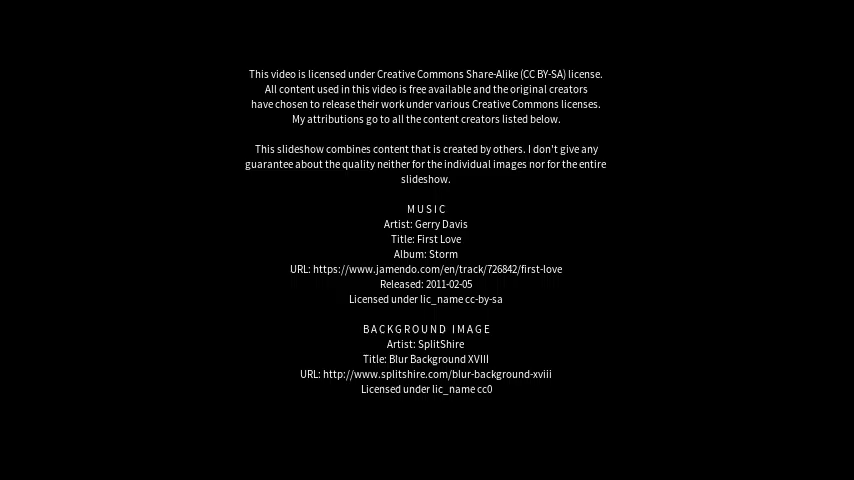 This video is licensed under Creative Commons Share-Alike (CC BY-SA) license.
All content used in this video is free available and the original creators
have chosen to release their work under various Creative Commons licenses.
My attributions go to all the content creators listed below.
This slideshow combines content that is created by others. I don't give any
guarantee about the quality neither for the individual images nor for the entire
slideshow.
MUSIC
Artist: Gerry Davis
Title: First Love
Album: Storm
URL: https://www.jamendo.com/en/track/726842/first-love
Released: 2011-02-05
Licensed under lic_name cc-by-sa
BACKGROUND IMAGE
Artist: SplitShire
Title: Blur Background XVIII
URL: http://www.splitshire.com/blur-background-xviii
Licensed under lic_name cc0